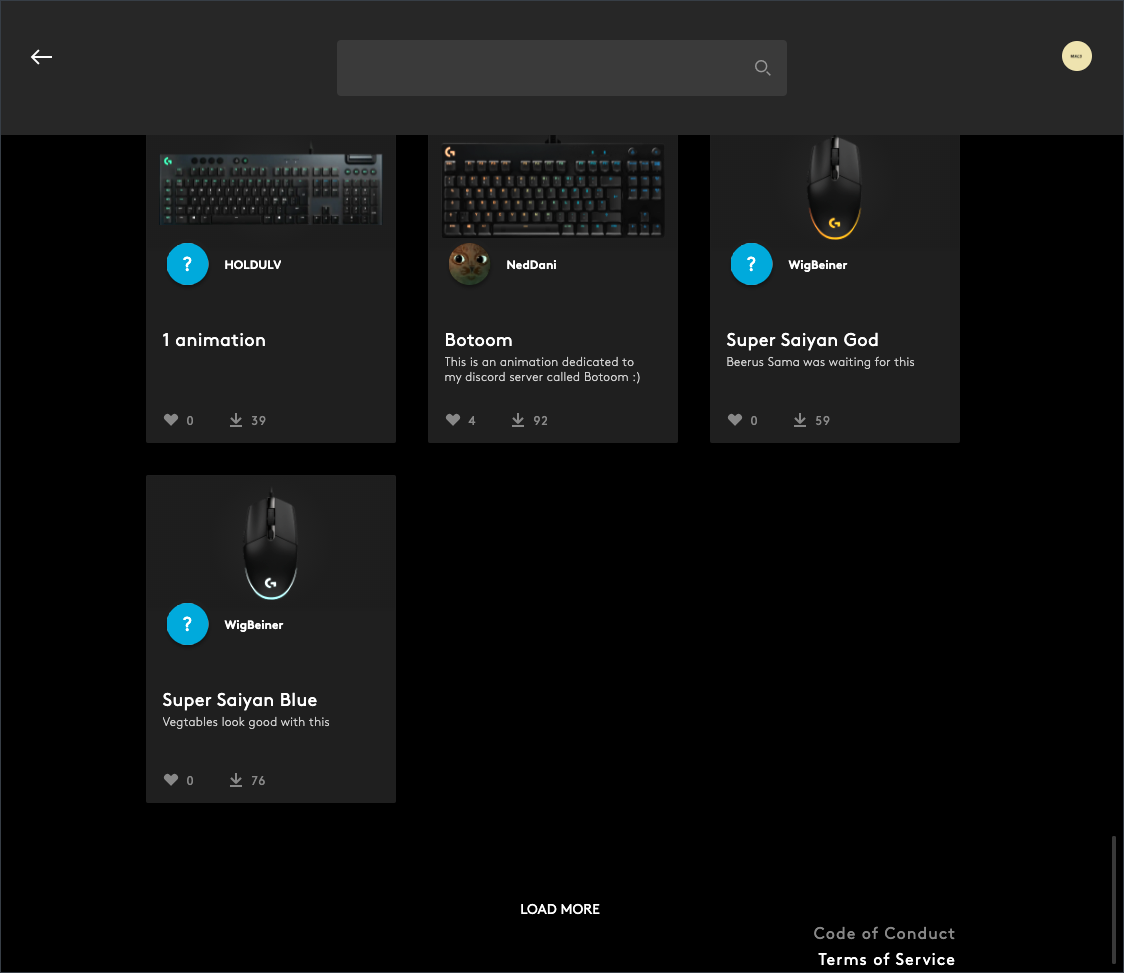 HOLDULV
NedDani
WigBeiner
1 animation
Botoom
Super Saiyan God
This is an animation dedicated to
my discord server called Botoom :)
Beerus Sama was waiting for this
0 39
4 92
0 59
WigBeiner
Super Saiyan Blue
Vegtables look good with this
0 76
LOAD MORE
Code of Conduct
Terms of Service